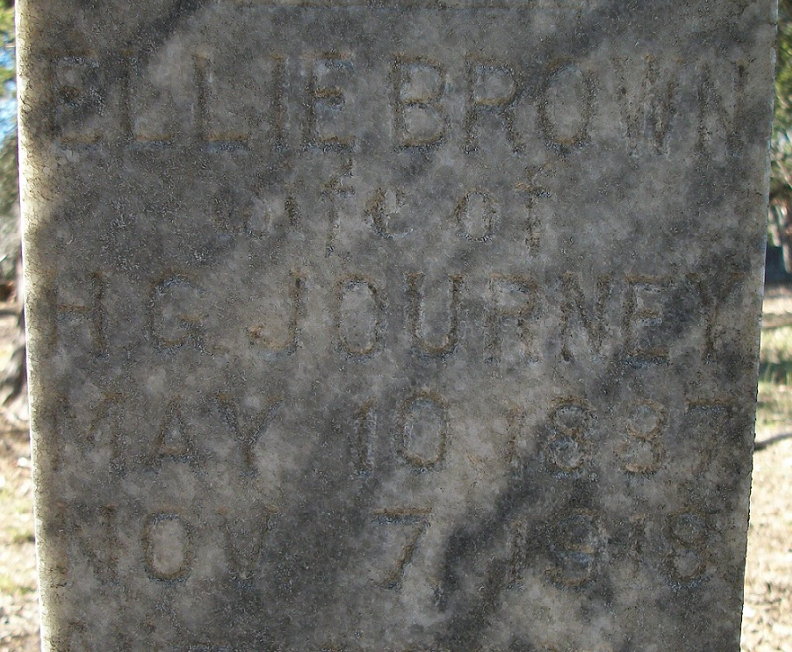 ELLIE BROWN
wife of
H.G. JOURNEY
MAY 10 1887
NOV 7 1918